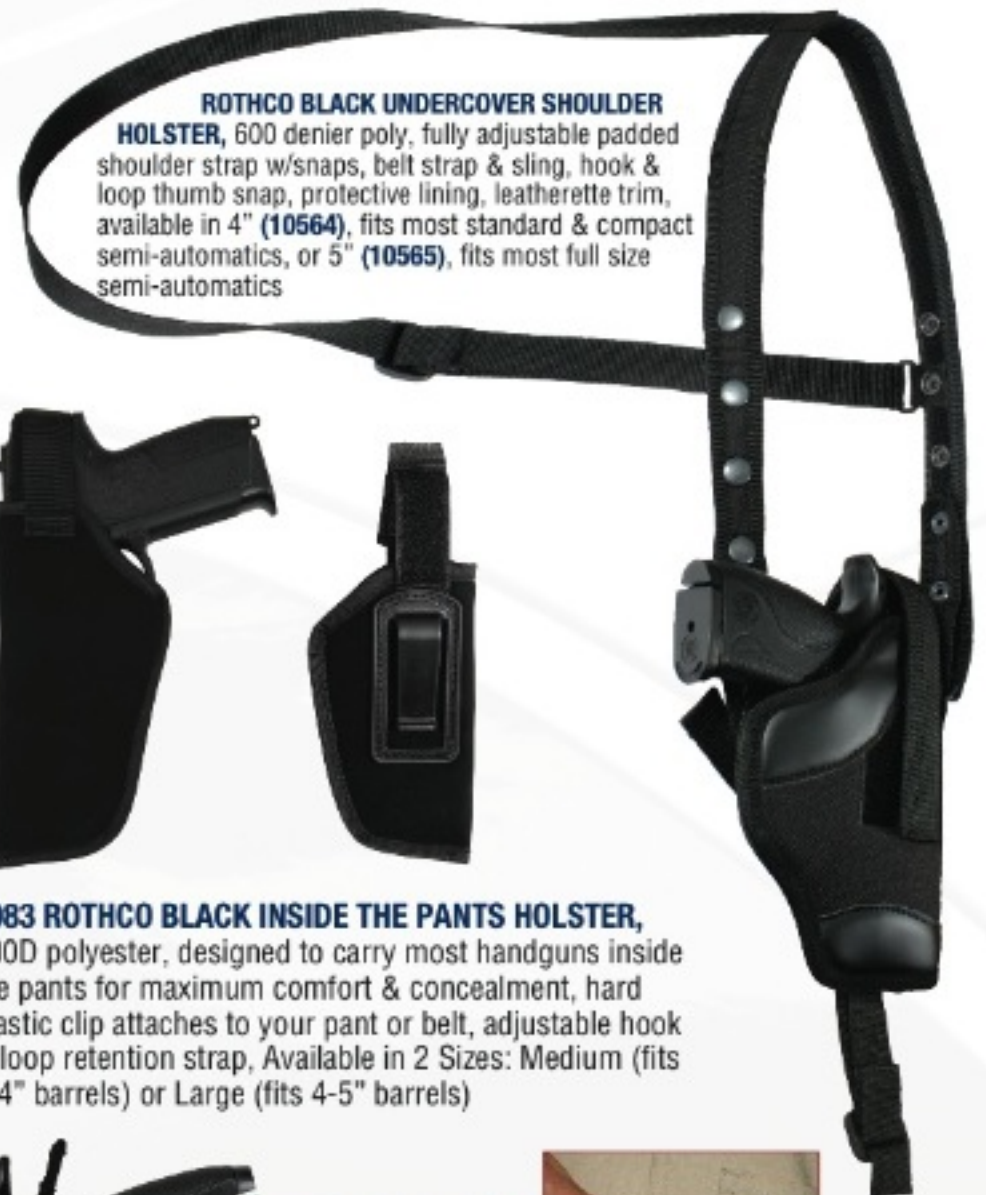 ROTHCO BLACK UNDERCOVER SHOULDER
HOLSTER, 600 denier poly, fully adjustable padded
shoulder strap w/snaps, belt strap & sling, hook &
loop thumb snap, protective lining, leatherette trim,
available in 4" (10564), fits most standard & compact
semi-automatics, or 5" (10565), fits most full size
semi-automatics
83 ROTHCO BLACK INSIDE THE PANTS HOLSTER,
0D polyester, designed to carry most handguns inside
e pants for maximum comfort & concealment, hard
astic clip attaches to your pant or belt, adjustable hook
loop retention strap, Available in 2 Sizes: Medium (fits
4" barrels) or Large (fits 4-5" barrels)